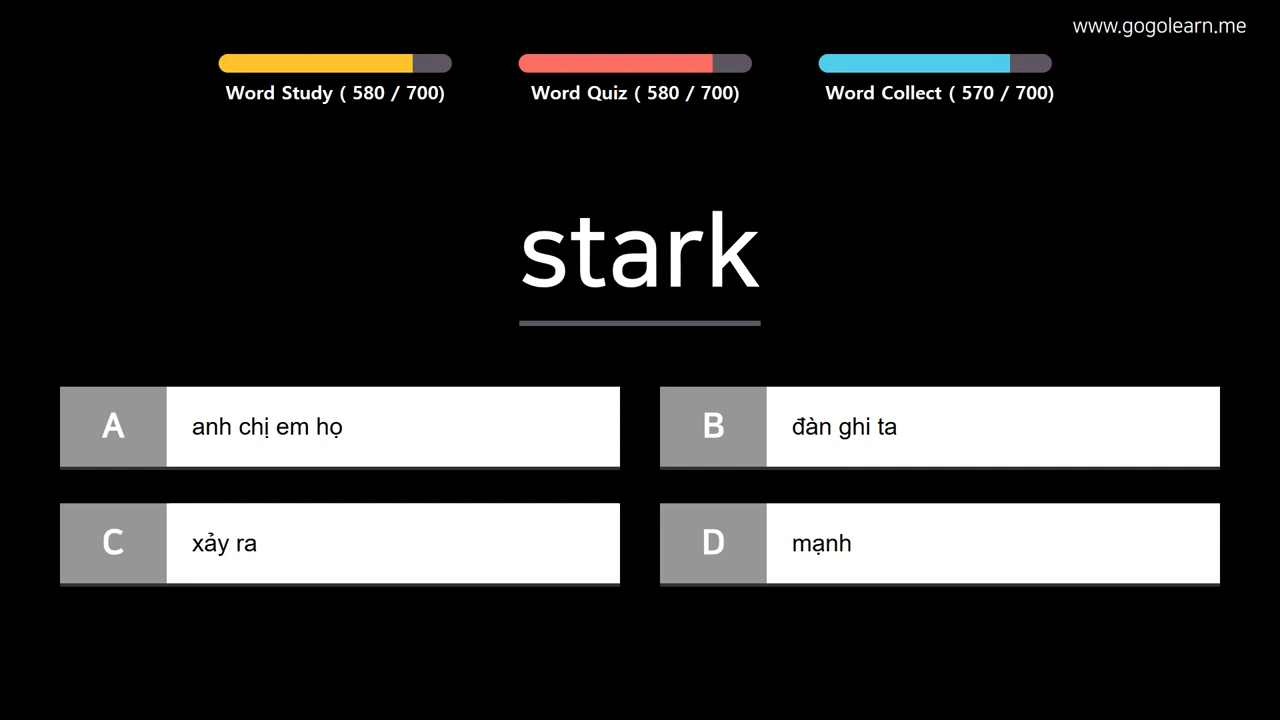 www.gogolearn.me
Word Study ( 580 / 700)
Word Quiz ( 580 / 700)
Word Collect ( 570 / 700)
stark
A
anh chị em họ
B
đàn ghi ta
C
xảy ra
D
mạnh